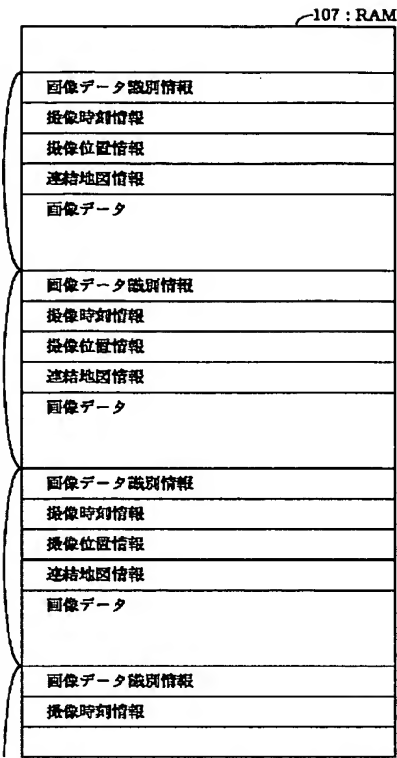 107 : RAM
画像データ識別情報
撮像時刻情報
撮像位置情報
連結地図情報
画像データ
画像データ識別情報
撮像時刻情報
撮像位置情報
連結地図情報
画像データ
画像データ識別情報
撮像時刻情報
撮像位置情報
連結地図情報
画像データ
画像データ識別情報
撮像時刻情報